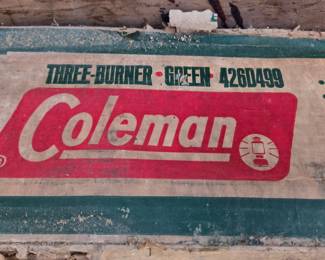 THREE-BURNER • GREEN • 4260499
Coleman
®